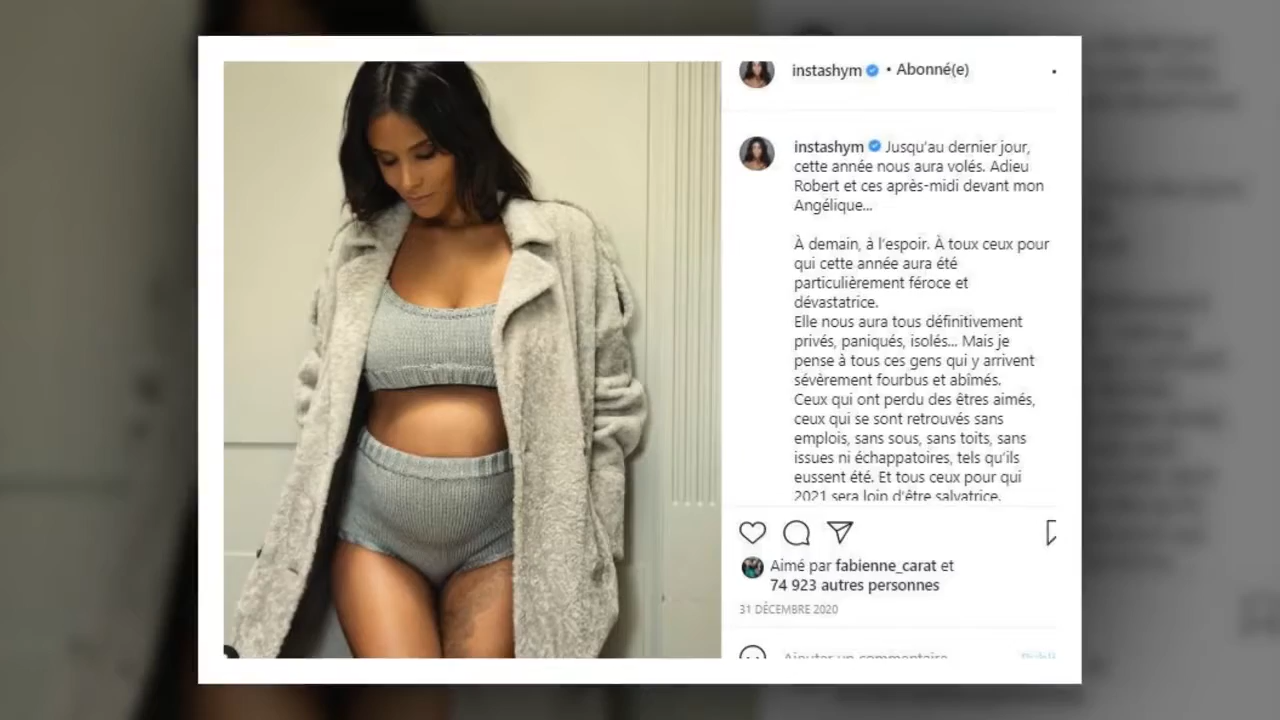 instashym • Abonné(e)
instashym Jusqu'au dernier jour,
cette année nous aura volés. Adieu
Robert et ces après-midi devant mon
Angélique...
À demain, à l'espoir. À toux ceux pour
qui cette année aura été
particulièrement féroce et
dévastatrice.
Elle nous aura tous définitivement
privés, paniqués, isolés... Mais je
pense à tous ces gens qui y arrivent
sévèrement fourbus et abîmés.
Ceux qui ont perdu des êtres aimés,
ceux qui se sont retrouvés sans
emplois, sans sous, sans toits, sans
issues ni échappatoires, tels qu'ils
eussent été. Et tous ceux pour qui
2021 sera loin d'être salvatrice.
Aimé par fabienne_carat et
74 923 autres personnes
31 DÉCEMBRE 2020
Ajouter un commentaire